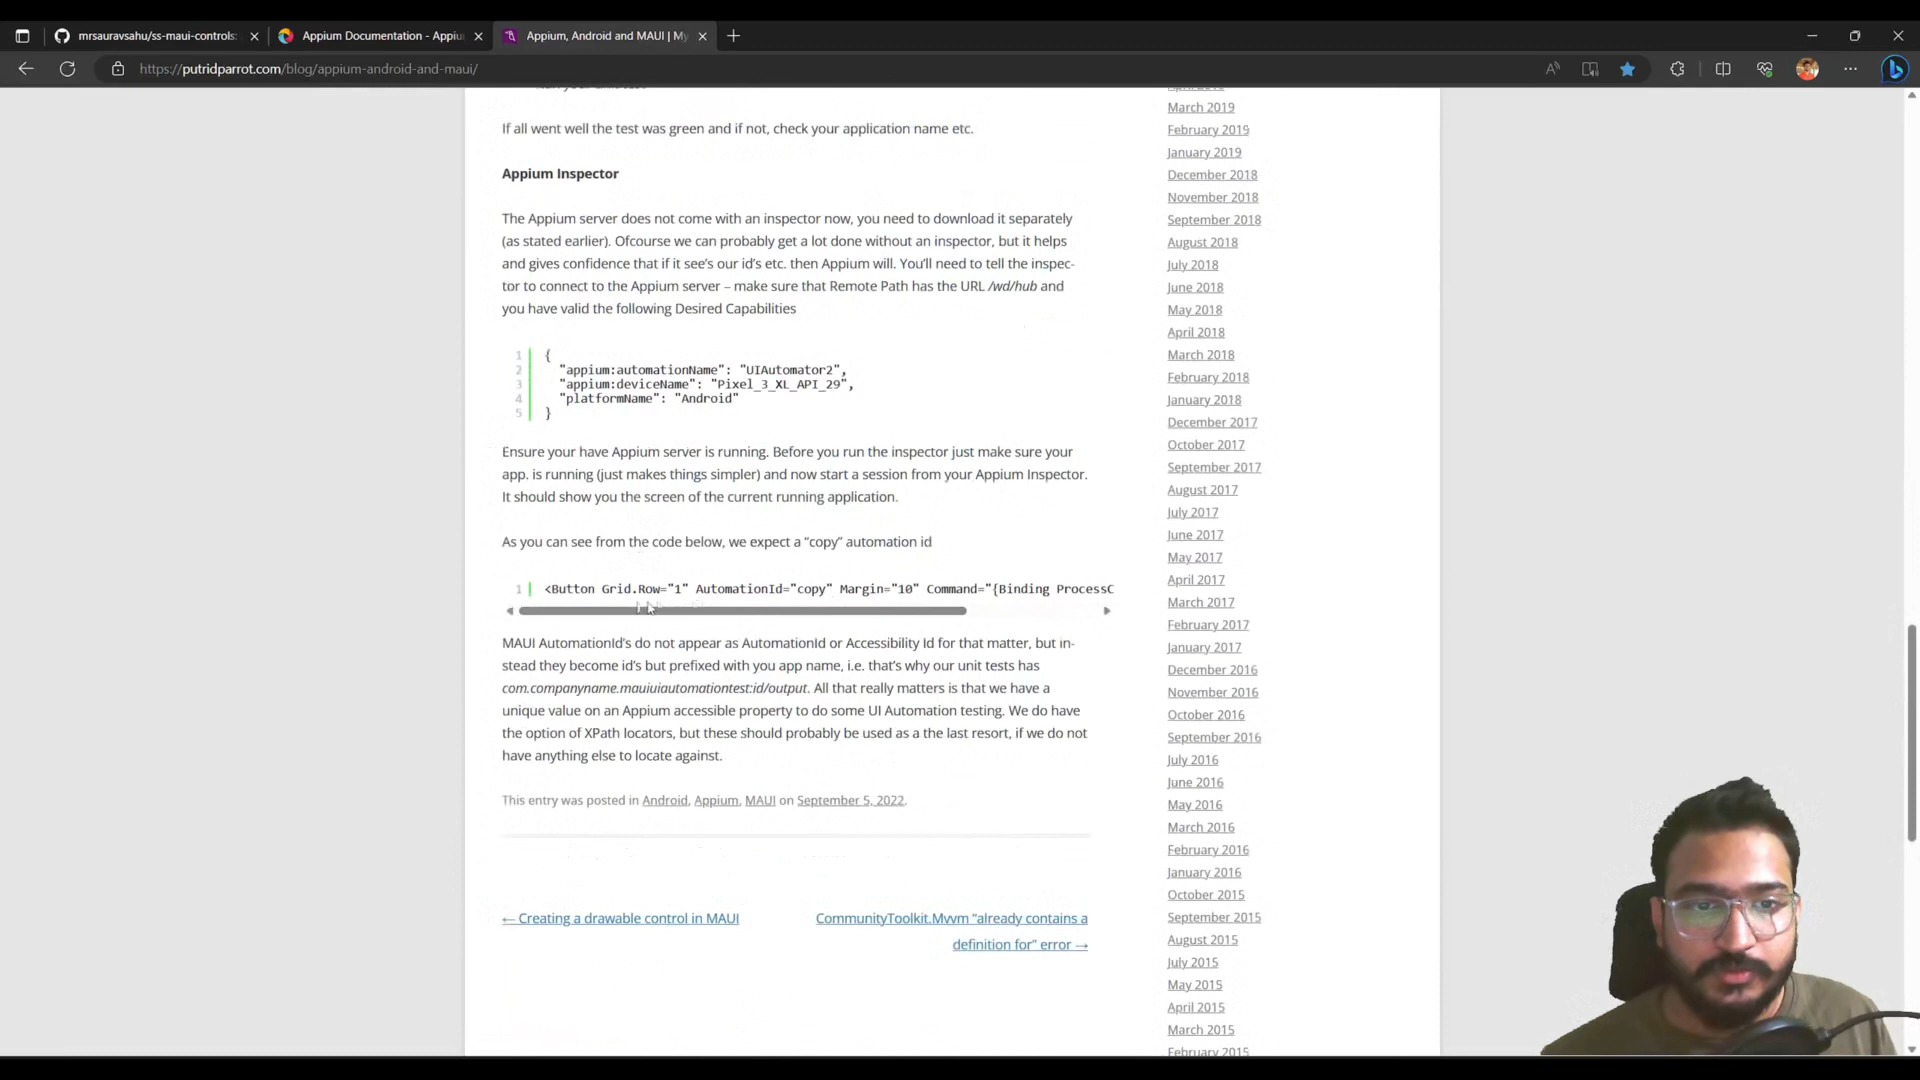 mrsauravsahu/ss-maui-controls:
Appium Documentation - Appiu
Appium, Android and MAUI | My
https://putridparrot.com/blog/appium-android-and-maui/
If all went well the test was green and if not, check your application name etc.
Appium Inspector
The Appium server does not come with an inspector now, you need to download it separately
(as stated earlier). Ofcourse we can probably get a lot done without an inspector, but it helps
and gives confidence that if it see's our id's etc. then Appium will. You'll need to tell the inspec-
tor to connect to the Appium server – make sure that Remote Path has the URL /wd/hub and
you have valid the following Desired Capabilities
1 {
2 "appium:automationName": "UIAutomator2",
3 "appium:deviceName": "Pixel_3_XL_API_29",
4 "platformName": "Android"
5 }
Ensure your have Appium server is running. Before you run the inspector just make sure your
app. is running (just makes things simpler) and now start a session from your Appium Inspector.
It should show you the screen of the current running application.
As you can see from the code below, we expect a “copy” automation id
1 <Button Grid.Row="1" AutomationId="copy" Margin="10" Command="{Binding ProcessC
MAUI AutomationId's do not appear as AutomationId or Accessibility Id for that matter, but in-
stead they become id's but prefixed with you app name, i.e. that's why our unit tests has
com.companyname.mauiuiautomationtest:id/output. All that really matters is that we have a
unique value on an Appium accessible property to do some UI Automation testing. We do have
the option of XPath locators, but these should probably be used as a the last resort, if we do not
have anything else to locate against.
This entry was posted in Android, Appium, MAUI on September 5, 2022.
← Creating a drawable control in MAUI
CommunityToolkit.Mvvm “already contains a
definition for” error →
March 2019
February 2019
January 2019
December 2018
November 2018
September 2018
August 2018
July 2018
June 2018
May 2018
April 2018
March 2018
February 2018
January 2018
December 2017
October 2017
September 2017
August 2017
July 2017
June 2017
May 2017
April 2017
March 2017
February 2017
January 2017
December 2016
November 2016
October 2016
September 2016
July 2016
June 2016
May 2016
March 2016
February 2016
January 2016
October 2015
September 2015
August 2015
July 2015
May 2015
April 2015
March 2015
February 2015